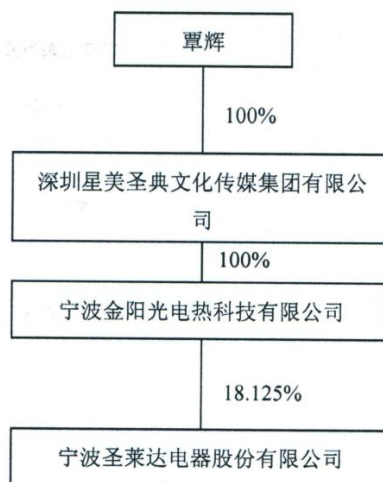 覃辉
100%
深圳星美圣典文化传媒集团有限公
司
100%
宁波金阳光电热科技有限公司
18.125%
宁波圣莱达电器股份有限公司